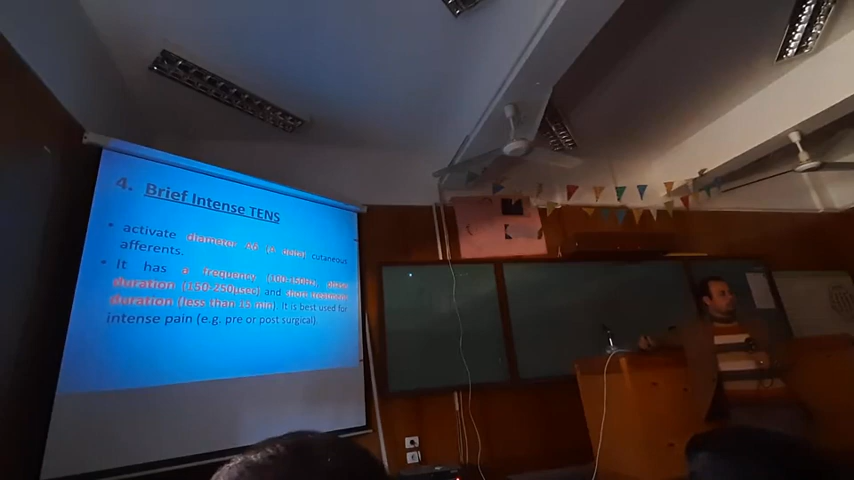 4. Brief Intense TENS
• activate diameter Aδ (A delta) cutaneous
afferents.
• It has a frequency (100-150Hz, pulse
duration (150-250µsec) and short treatment
duration (less than 15 min). It is best used for
intense pain (e.g. pre or post surgical).